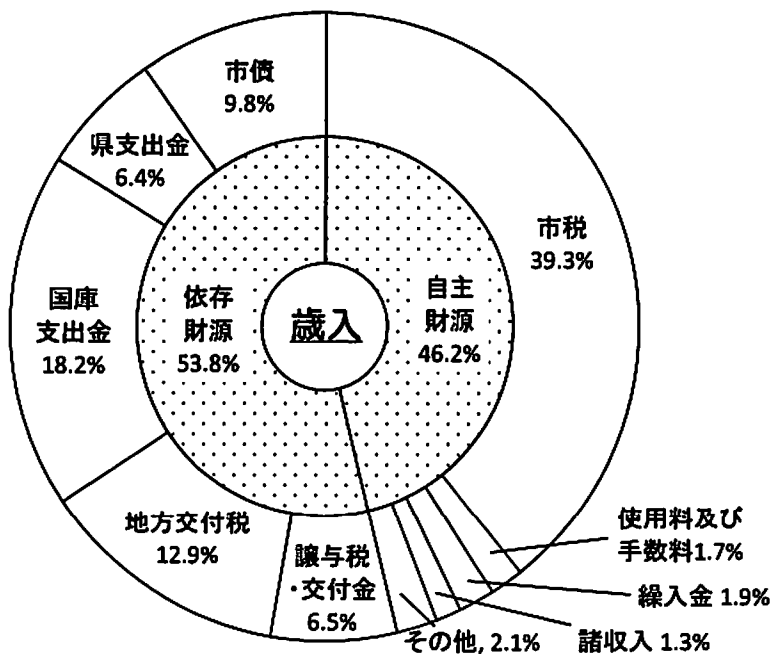 市債
9.8%
県支出金
6.4%
市税
39.3%
国庫
支出金
18.2%
依存
財源
53.8%
歳入
自主
財源
46.2%
地方交付税
12.9%
譲与税
・交付金
6.5%
使用料及び
手数料1.7%
繰入金 1.9%
諸収入 1.3%
その他, 2.1%